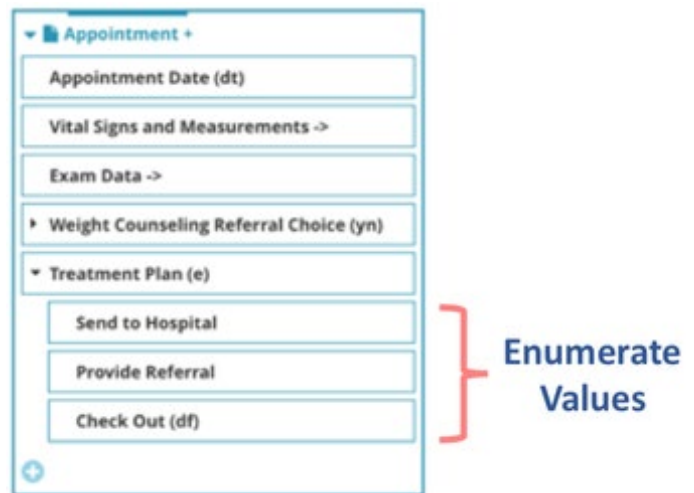 Appointment +
Appointment Date (dt)
Vital Signs and Measurements ->
Exam Data ->
Weight Counseling Referral Choice (yn)
Treatment Plan (e)
Send to Hospital
Provide Referral
Check Out (df)
Enumerate
Values